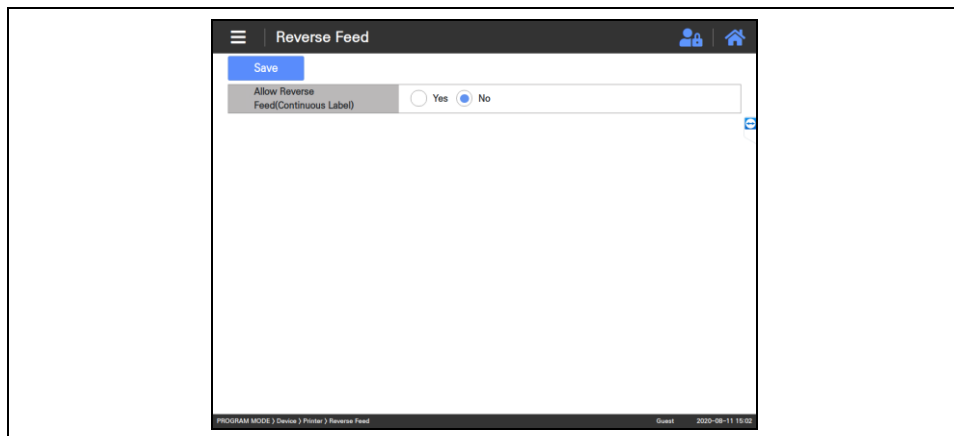 Reverse Feed
Save
Allow Reverse
Feed(Continuous Label)
Yes No
PROGRAM MODE 〉 Device 〉 Printer 〉 Reverse Feed Guest 2020-08-11 15:02